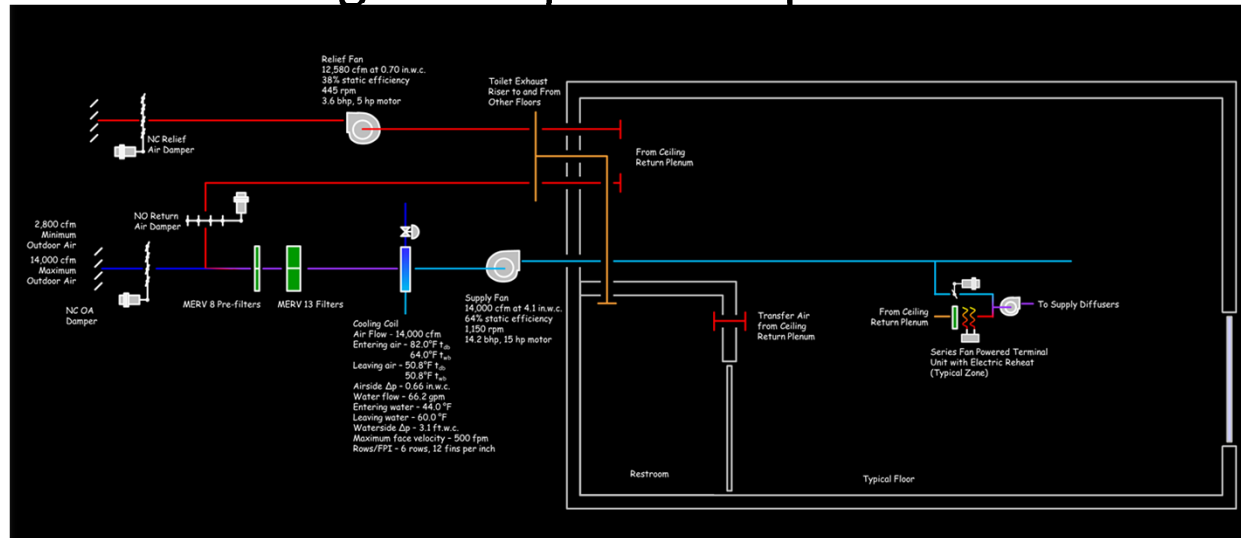 Relief Fan
12,580 cfm at 0.70 in.w.c.
38% static efficiency
445 rpm
3.6 bhp, 5 hp motor
Toilet Exhaust
Riser to and From
Other Floors
NC Relief
Air Damper
From Ceiling
Return Plenum
NO Return
Air Damper
2,800 cfm
Minimum
Outdoor Air
14,000 cfm
Maximum
Outdoor Air
NC OA
Damper
MERV 8 Pre-filters
MERV 13 Filters
Supply Fan
14,000 cfm at 4.1 in.w.c.
64% static efficiency
1,150 rpm
14.2 bhp, 15 hp motor
Cooling Coil
Air Flow - 14,000 cfm
Entering air - 82.0°F tdb
64.0°F twb
Leaving air - 50.8°F tdb
50.8°F twb
Airside Δp - 0.66 in.w.c.
Water flow - 66.2 gpm
Entering water - 44.0 °F
Leaving water - 60.0 °F
Waterside Δp - 3.1 ft.w.c.
Maximum face velocity - 500 fpm
Rows/FPI - 6 rows, 12 fins per inch
Transfer Air
from Ceiling
Return Plenum
From Ceiling
Return Plenum
To Supply Diffusers
Series Fan Powered Terminal
Unit with Electric Reheat
(Typical Zone)
Restroom
Typical Floor